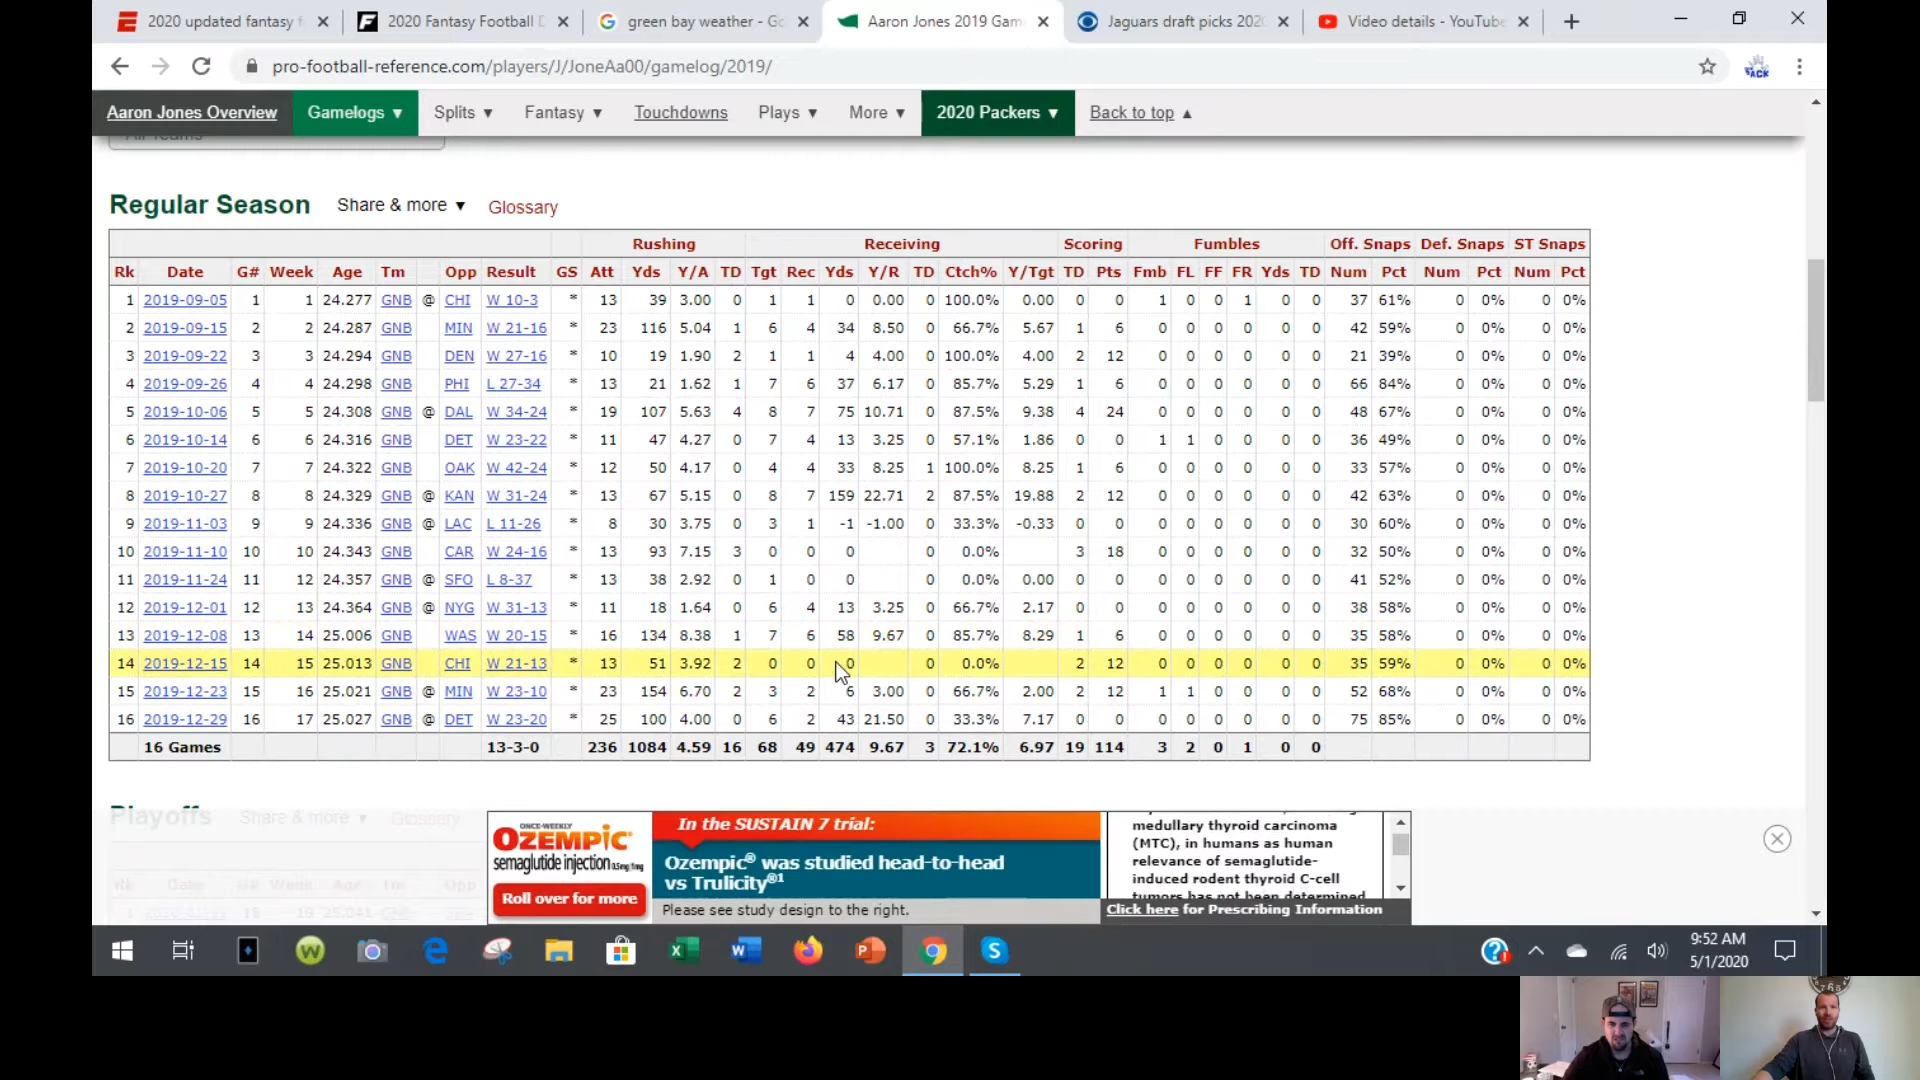 2020 updated fantasy f
2020 Fantasy Football D
green bay weather - Go
Aaron Jones 2019 Gam
Jaguars draft picks 202
Video details - YouTube
pro-football-reference.com/players/J/JoneAa00/gamelog/2019/
Aaron Jones Overview Gamelogs ▼ Splits ▼ Fantasy ▼ Touchdowns Plays ▼ More ▼ 2020 Packers ▼ Back to top ▲
All Teams
Regular Season Share & more ▼ Glossary
Rushing Receiving Scoring Fumbles Off. Snaps Def. Snaps ST Snaps
Rk Date G# Week Age Tm Opp Result GS Att Yds Y/A TD Tgt Rec Yds Y/R TD Ctch% Y/Tgt TD Pts Fmb FL FF FR Yds TD Num Pct Num Pct Num Pct
1 2019-09-05 1 1 24.277 GNB @ CHI W 10-3 * 13 39 3.00 0 1 1 0 0.00 0 100.0% 0.00 0 0 1 0 0 1 0 0 37 61% 0 0% 0 0%
2 2019-09-15 2 2 24.287 GNB MIN W 21-16 * 23 116 5.04 1 6 4 34 8.50 0 66.7% 5.67 1 6 0 0 0 0 0 0 42 59% 0 0% 0 0%
3 2019-09-22 3 3 24.294 GNB DEN W 27-16 * 10 19 1.90 2 1 1 4 4.00 0 100.0% 4.00 2 12 0 0 0 0 0 0 21 39% 0 0% 0 0%
4 2019-09-26 4 4 24.298 GNB PHI L 27-34 * 13 21 1.62 1 7 6 37 6.17 0 85.7% 5.29 1 6 0 0 0 0 0 0 66 84% 0 0% 0 0%
5 2019-10-06 5 5 24.308 GNB @ DAL W 34-24 * 19 107 5.63 4 8 7 75 10.71 0 87.5% 9.38 4 24 0 0 0 0 0 0 48 67% 0 0% 0 0%
6 2019-10-14 6 6 24.316 GNB DET W 23-22 * 11 47 4.27 0 7 4 13 3.25 0 57.1% 1.86 0 0 1 1 0 0 0 0 36 49% 0 0% 0 0%
7 2019-10-20 7 7 24.322 GNB OAK W 42-24 * 12 50 4.17 0 4 4 33 8.25 1 100.0% 8.25 1 6 0 0 0 0 0 0 33 57% 0 0% 0 0%
8 2019-10-27 8 8 24.329 GNB @ KAN W 31-24 * 13 67 5.15 0 8 7 159 22.71 2 87.5% 19.88 2 12 0 0 0 0 0 0 42 63% 0 0% 0 0%
9 2019-11-03 9 9 24.336 GNB @ LAC L 11-26 * 8 30 3.75 0 3 1 -1 -1.00 0 33.3% -0.33 0 0 0 0 0 0 0 0 30 60% 0 0% 0 0%
10 2019-11-10 10 10 24.343 GNB CAR W 24-16 * 13 93 7.15 3 0 0 0 0 0.0% 3 18 0 0 0 0 0 0 32 50% 0 0% 0 0%
11 2019-11-24 11 12 24.357 GNB @ SFO L 8-37 * 13 38 2.92 0 1 0 0 0 0.0% 0.00 0 0 0 0 0 0 0 0 41 52% 0 0% 0 0%
12 2019-12-01 12 13 24.364 GNB @ NYG W 31-13 * 11 18 1.64 0 6 4 13 3.25 0 66.7% 2.17 0 0 0 0 0 0 0 0 38 58% 0 0% 0 0%
13 2019-12-08 13 14 25.006 GNB WAS W 20-15 * 16 134 8.38 1 7 6 58 9.67 0 85.7% 8.29 1 6 0 0 0 0 0 0 35 58% 0 0% 0 0%
14 2019-12-15 14 15 25.013 GNB CHI W 21-13 * 13 51 3.92 2 0 0 0 0 0.0% 2 12 0 0 0 0 0 0 35 59% 0 0% 0 0%
15 2019-12-23 15 16 25.021 GNB @ MIN W 23-10 * 23 154 6.70 2 3 2 6 3.00 0 66.7% 2.00 2 12 1 1 0 0 0 0 52 68% 0 0% 0 0%
16 2019-12-29 16 17 25.027 GNB @ DET W 23-20 * 25 100 4.00 0 6 2 43 21.50 0 33.3% 7.17 0 0 0 0 0 0 0 0 75 85% 0 0% 0 0%
16 Games 13-3-0 236 1084 4.59 16 68 49 474 9.67 3 72.1% 6.97 19 114 3 2 0 1 0 0
Playoffs Share & more ▼ Glossary
Rk Date G# Week Age Tm Opp
ONCE-WEEKLY
OZEMPIC®
semaglutide injection 0.5mg/1mg
Roll over for more
In the SUSTAIN 7 trial:
Ozempic® was studied head-to-head
vs Trulicity®1
Please see study design to the right.
medullary thyroid carcinoma
(MTC), in humans as human
relevance of semaglutide-
induced rodent thyroid C-cell
tumors has not been determined
Click here for Prescribing Information
9:52 AM
5/1/2020